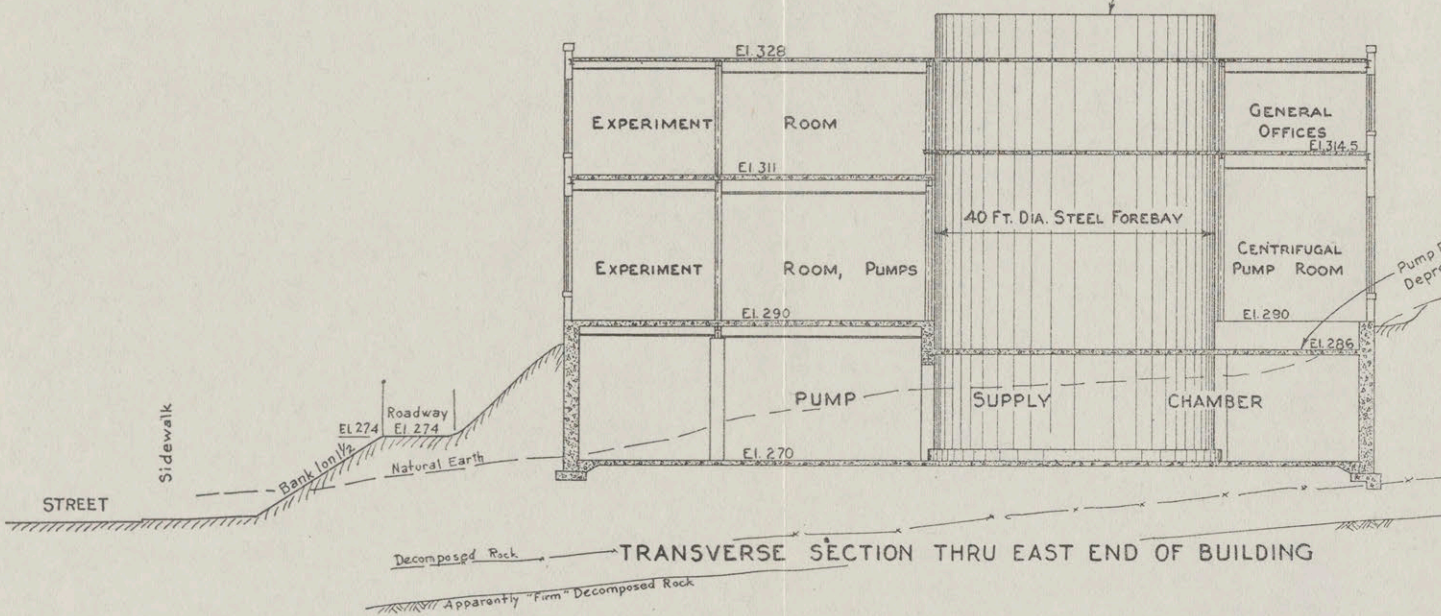 El. 328
EXPERIMENT ROOM
GENERAL
OFFICES
El. 314.5
El. 311
40 FT. DIA. STEEL FOREBAY
EXPERIMENT ROOM, PUMPS
CENTRIFUGAL
PUMP ROOM
Pump
El. 290
El. 290
El. 286
PUMP SUPPLY CHAMBER
Sidewalk
Roadway
El. 274
El. 274
Bank 1 on 1½
Natural Earth
El. 270
STREET
Decomposed Rock
TRANSVERSE SECTION THRU EAST END OF BUILDING
Apparently "Firm" Decomposed Rock